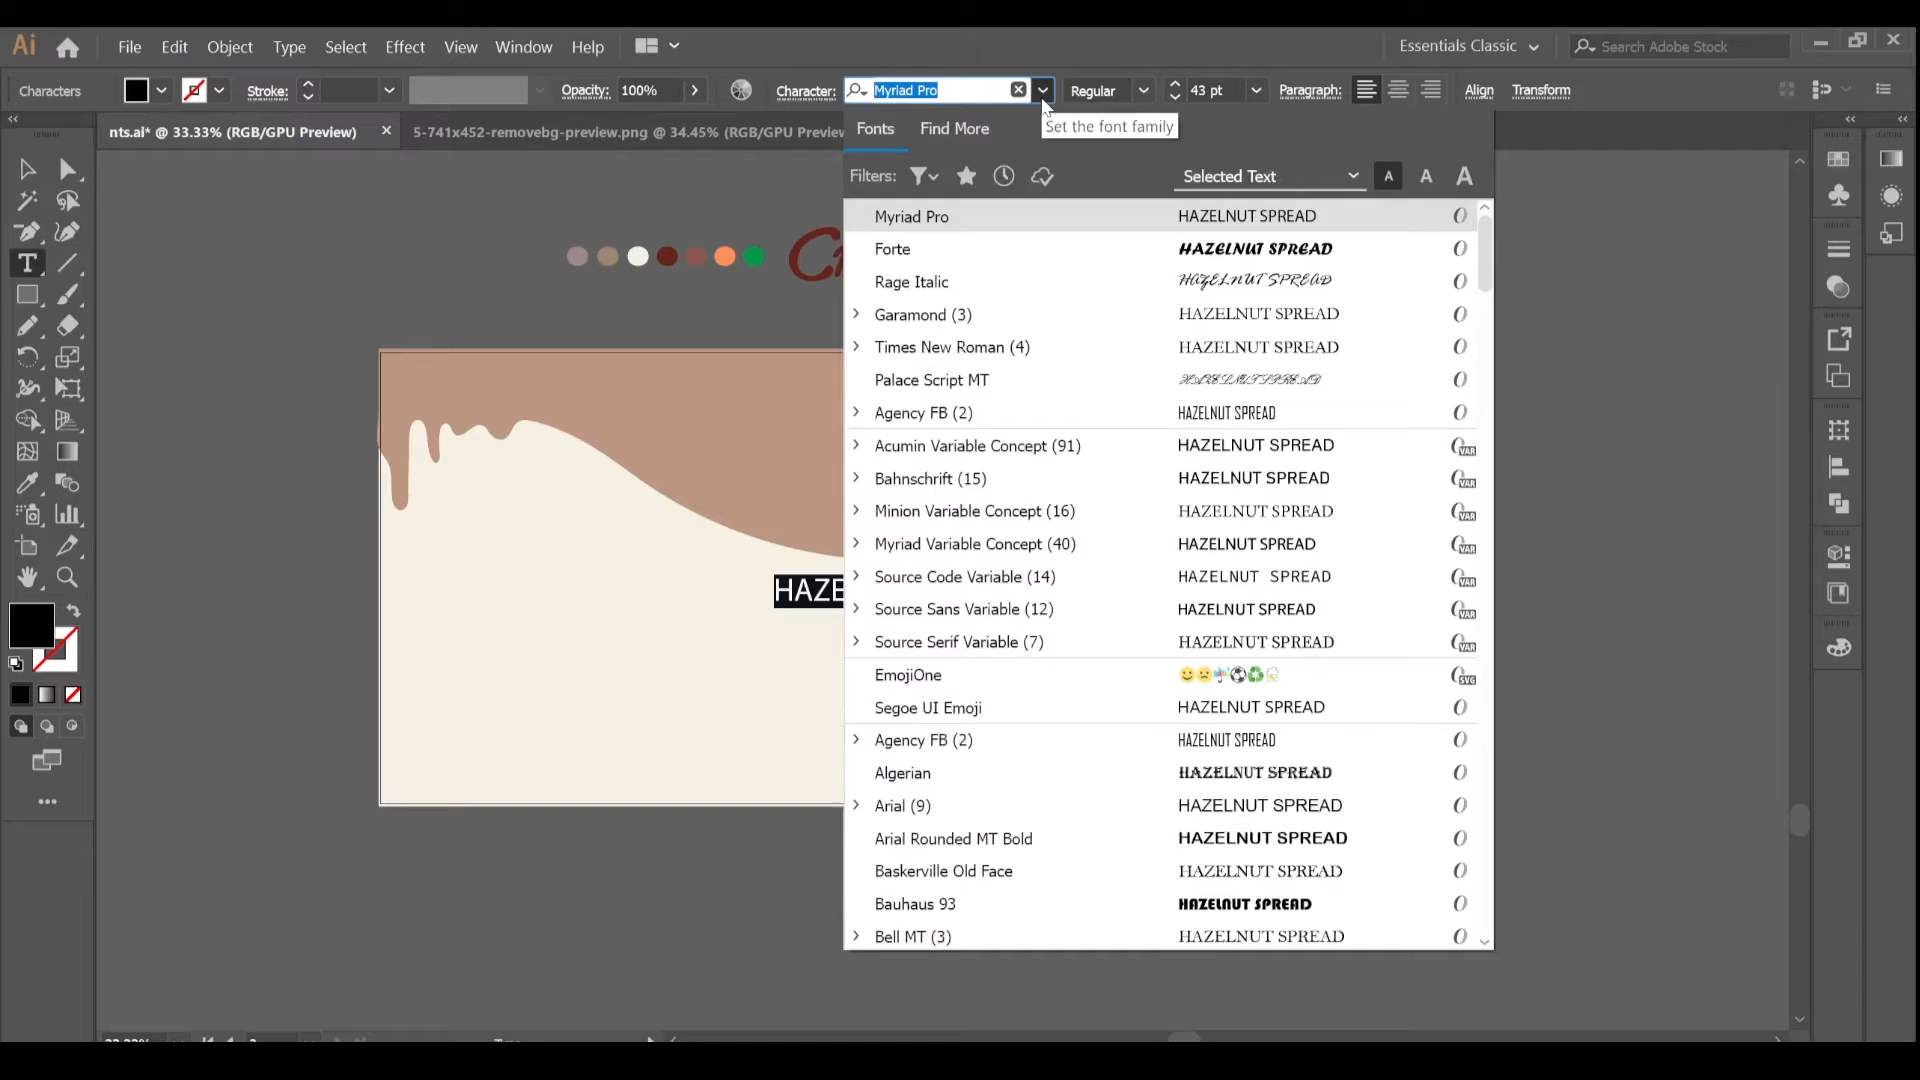 Ai File Edit Object Type Select Effect View Window Help Essentials Classic Search Adobe Stock
Characters Stroke: Opacity: 100% Character: Myriad Pro Regular 43 pt Paragraph: Align Transform
nts.ai* @ 33.33% (RGB/GPU Preview) 5-741x452-removebg-preview.png @ 34.45% (RGB/GPU Preview
Fonts Find More Set the font family
Filters: Selected Text A A A
Myriad Pro HAZELNUT SPREAD
Forte HAZELNUT SPREAD
Rage Italic HAZELNUT SPREAD
Garamond (3) HAZELNUT SPREAD
Times New Roman (4) HAZELNUT SPREAD
Palace Script MT HAZELNUT SPREAD
Agency FB (2) HAZELNUT SPREAD
Acumin Variable Concept (91) HAZELNUT SPREAD
Bahnschrift (15) HAZELNUT SPREAD
Minion Variable Concept (16) HAZELNUT SPREAD
Myriad Variable Concept (40) HAZELNUT SPREAD
Source Code Variable (14) HAZELNUT SPREAD
Source Sans Variable (12) HAZELNUT SPREAD
Source Serif Variable (7) HAZELNUT SPREAD
EmojiOne
Segoe UI Emoji HAZELNUT SPREAD
Agency FB (2) HAZELNUT SPREAD
Algerian HAZELNUT SPREAD
Arial (9) HAZELNUT SPREAD
Arial Rounded MT Bold HAZELNUT SPREAD
Baskerville Old Face HAZELNUT SPREAD
Bauhaus 93 HAZELNUT SPREAD
Bell MT (3) HAZELNUT SPREAD
HAZE